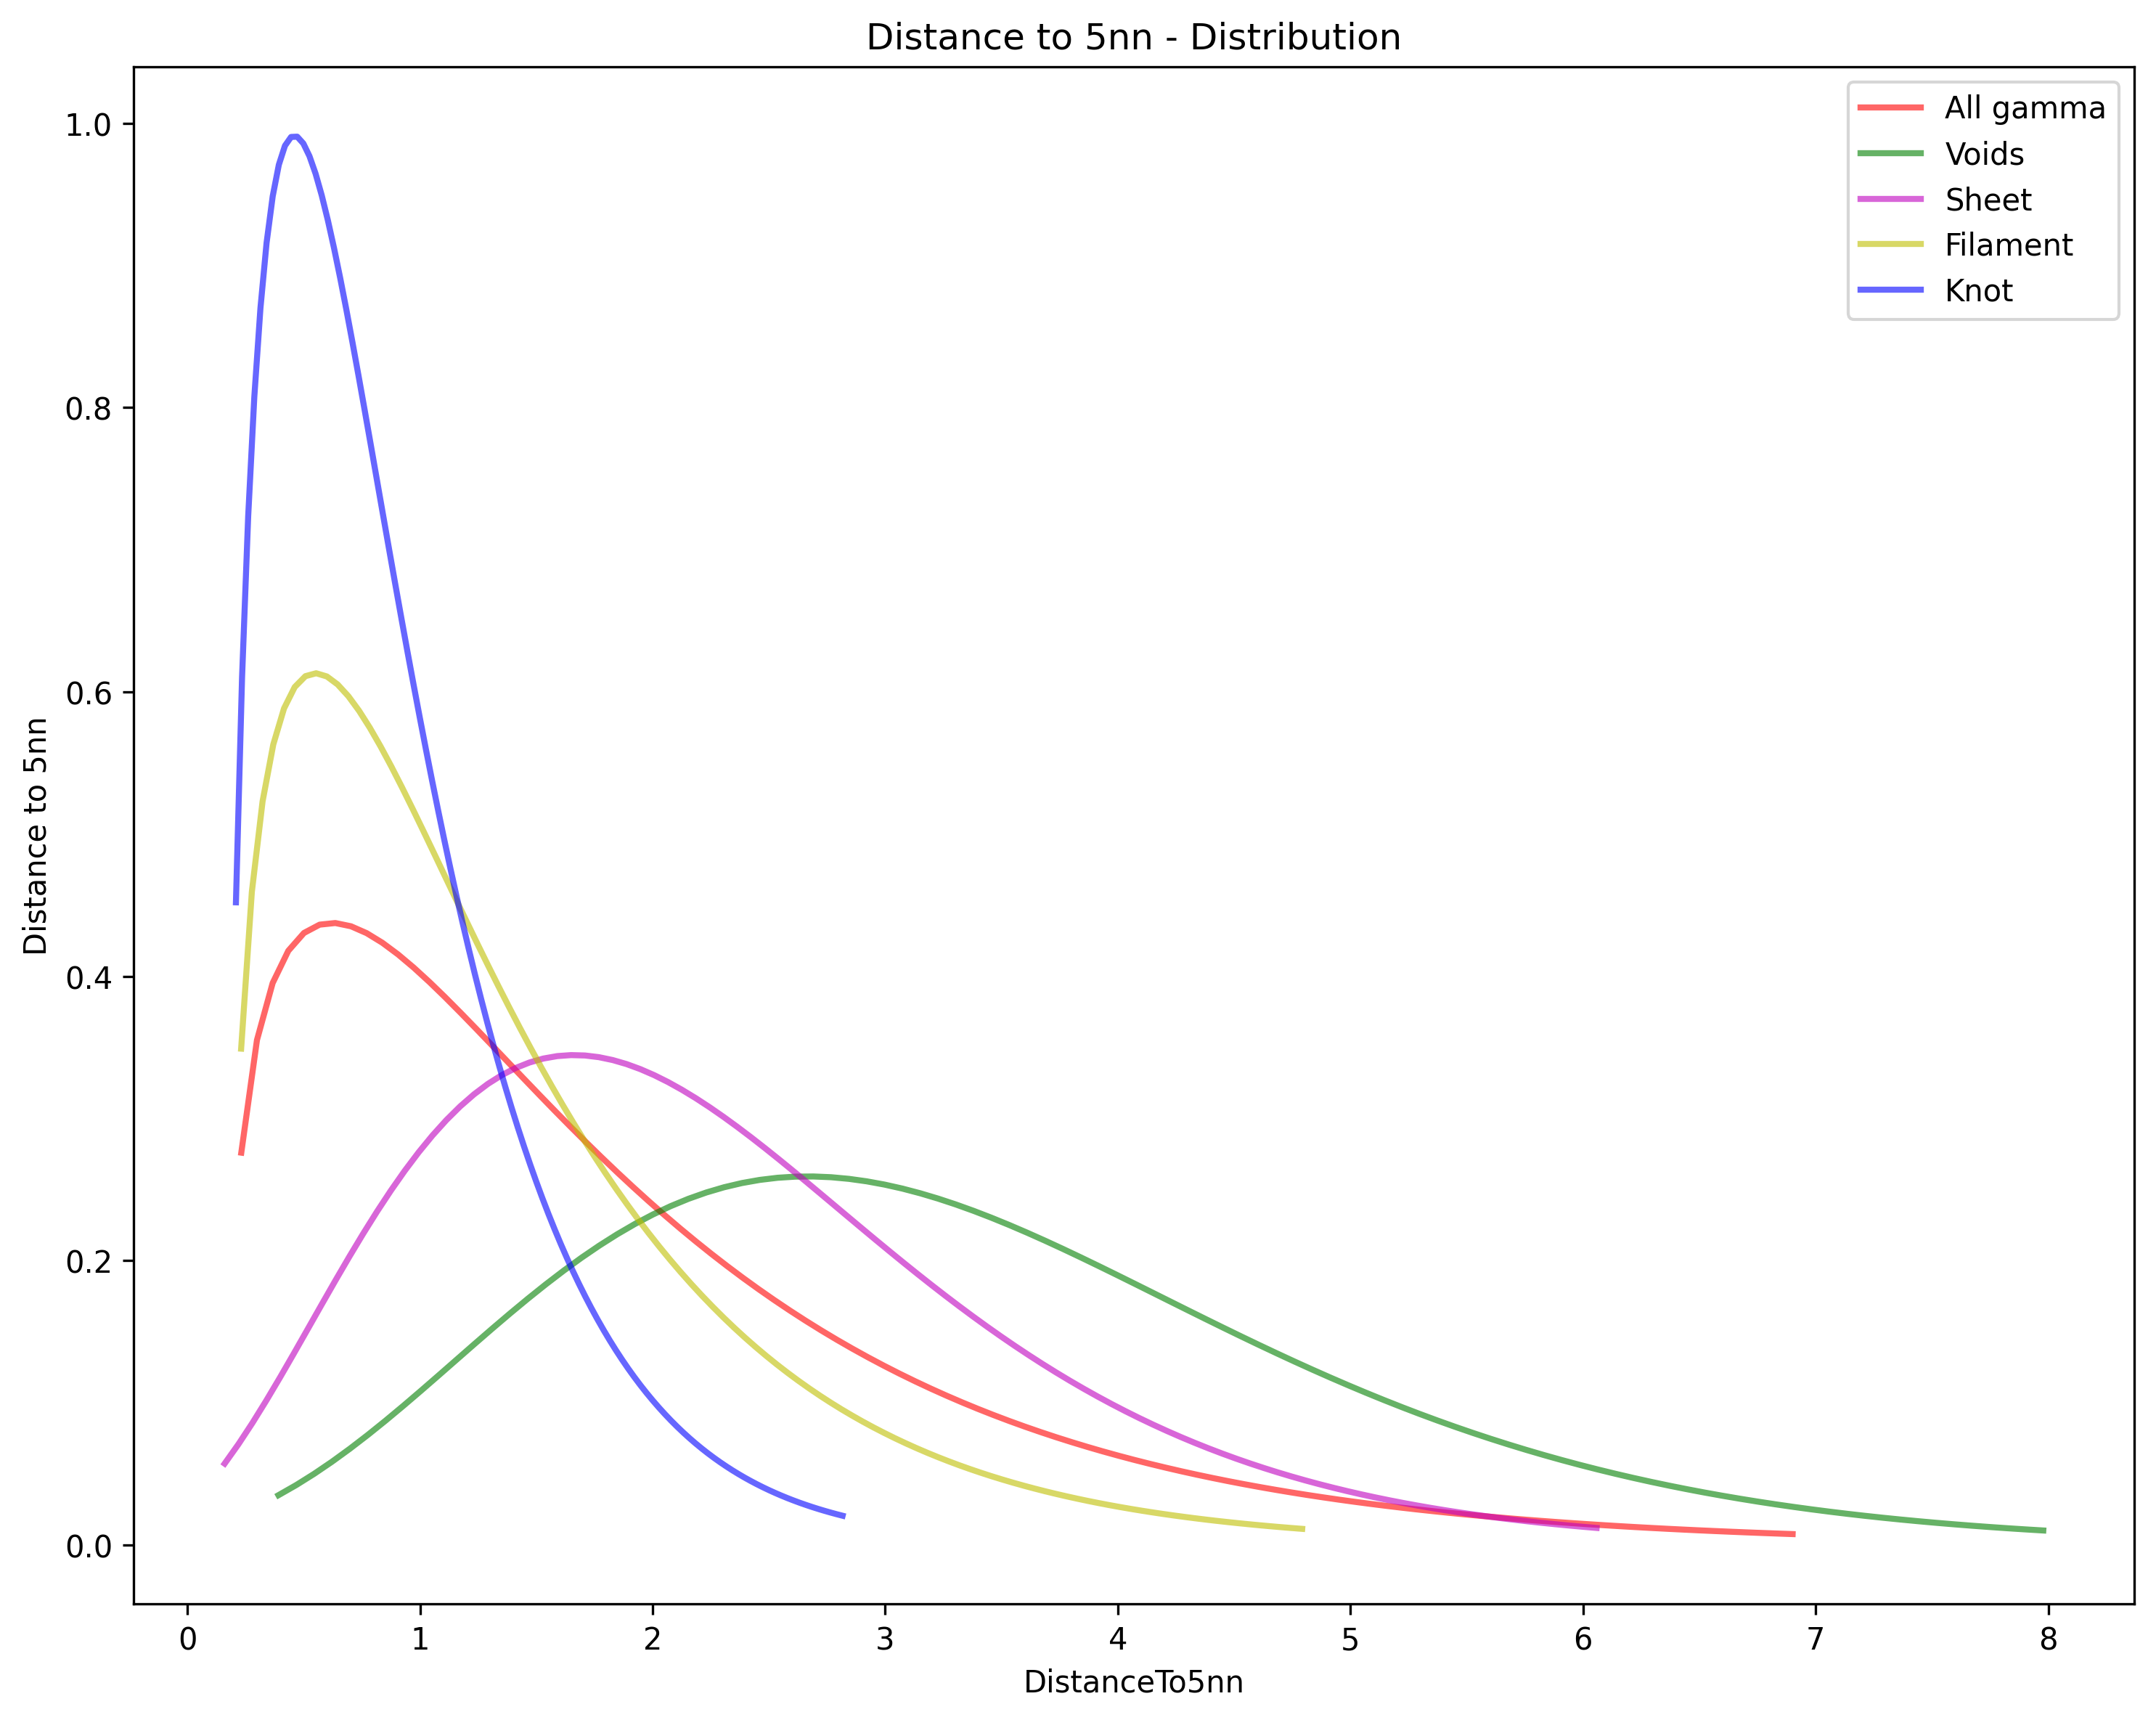 Distance to 5nn - Distribution
All gamma
Voids
Sheet
Filament
Knot
Distance to 5nn
1.0
0.8
0.6
0.4
0.2
0.0
0 1 2 3 4 5 6 7 8
DistanceTo5nn